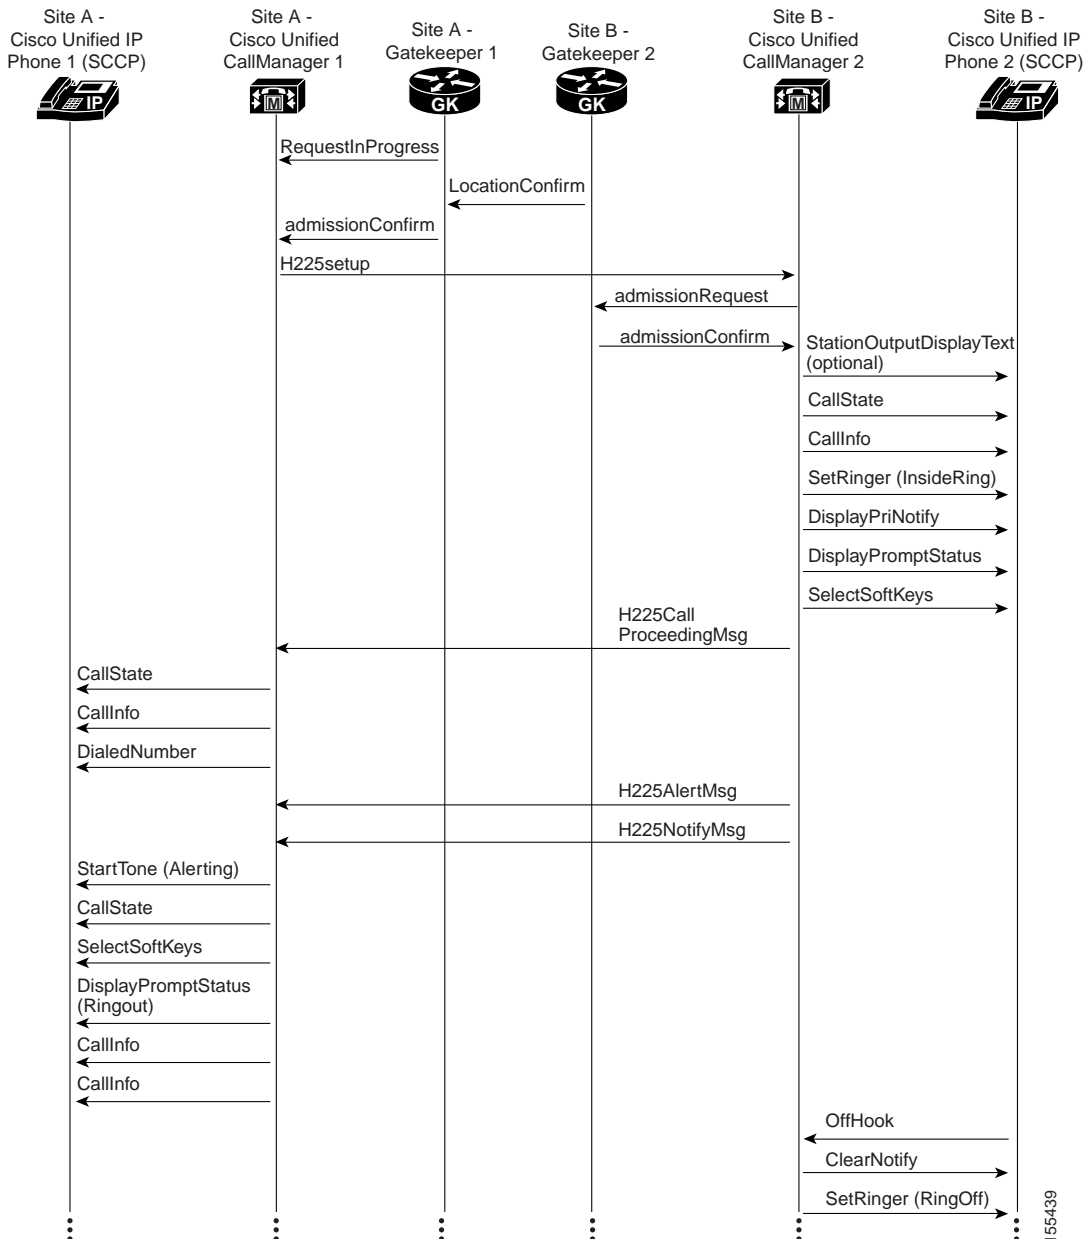 Site A -
Cisco Unified IP
Phone 1 (SCCP)
Site A -
Cisco Unified
CallManager 1
Site A -
Gatekeeper 1
Site B -
Gatekeeper 2
Site B -
Cisco Unified
CallManager 2
Site B -
Cisco Unified IP
Phone 2 (SCCP)
IP
M
GK
GK
M
IP
RequestInProgress
LocationConfirm
admissionConfirm
H225setup
admissionRequest
admissionConfirm
StationOutputDisplayText
(optional)
CallState
CallInfo
SetRinger (InsideRing)
DisplayPriNotify
DisplayPromptStatus
SelectSoftKeys
H225Call
ProceedingMsg
CallState
CallInfo
DialedNumber
H225AlertMsg
H225NotifyMsg
StartTone (Alerting)
CallState
SelectSoftKeys
DisplayPromptStatus
(Ringout)
CallInfo
CallInfo
OffHook
ClearNotify
SetRinger (RingOff)
155439